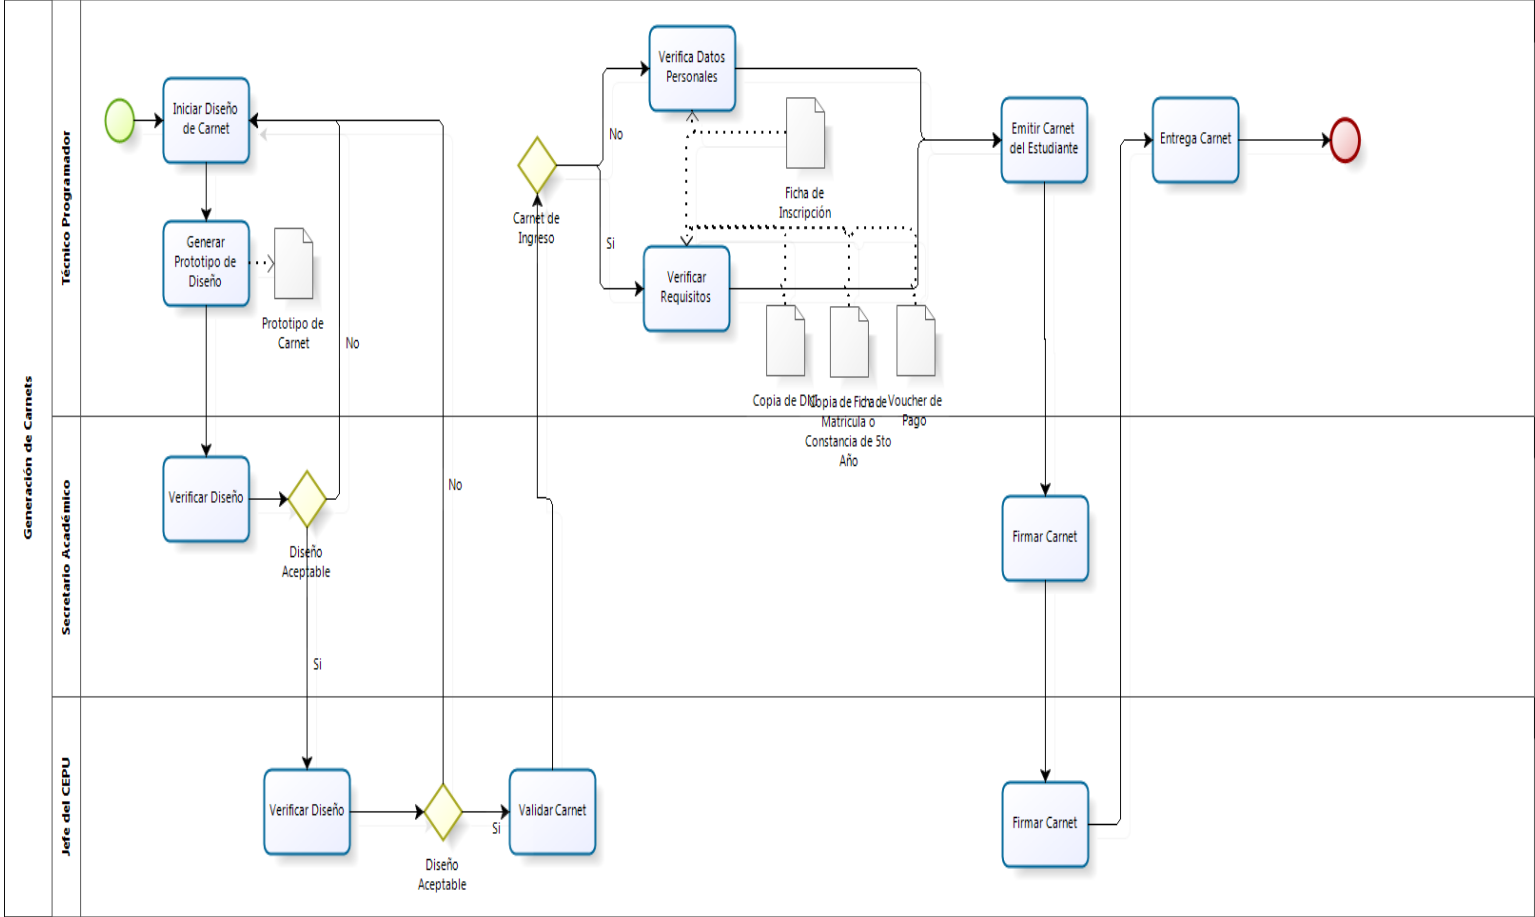 Generación de Carnets
Técnico Programador
Iniciar Diseño
de Carnet
Generar
Prototipo de
Diseño
Prototipo de
Carnet
No
Carnet de
Ingreso
No
Si
Verifica Datos
Personales
Ficha de
Inscripción
Verificar
Requisitos
Copia de DNI
Copia de Ficha de
Matricula o
Constancia de 5to
Año
Voucher de
Pago
Emitir Carnet
del Estudiante
Entrega Carnet
Secretario Académico
Verificar Diseño
Diseño
Aceptable
Si
No
Firmar Carnet
Jefe del CEPU
Verificar Diseño
Diseño
Aceptable
Si
Validar Carnet
Firmar Carnet